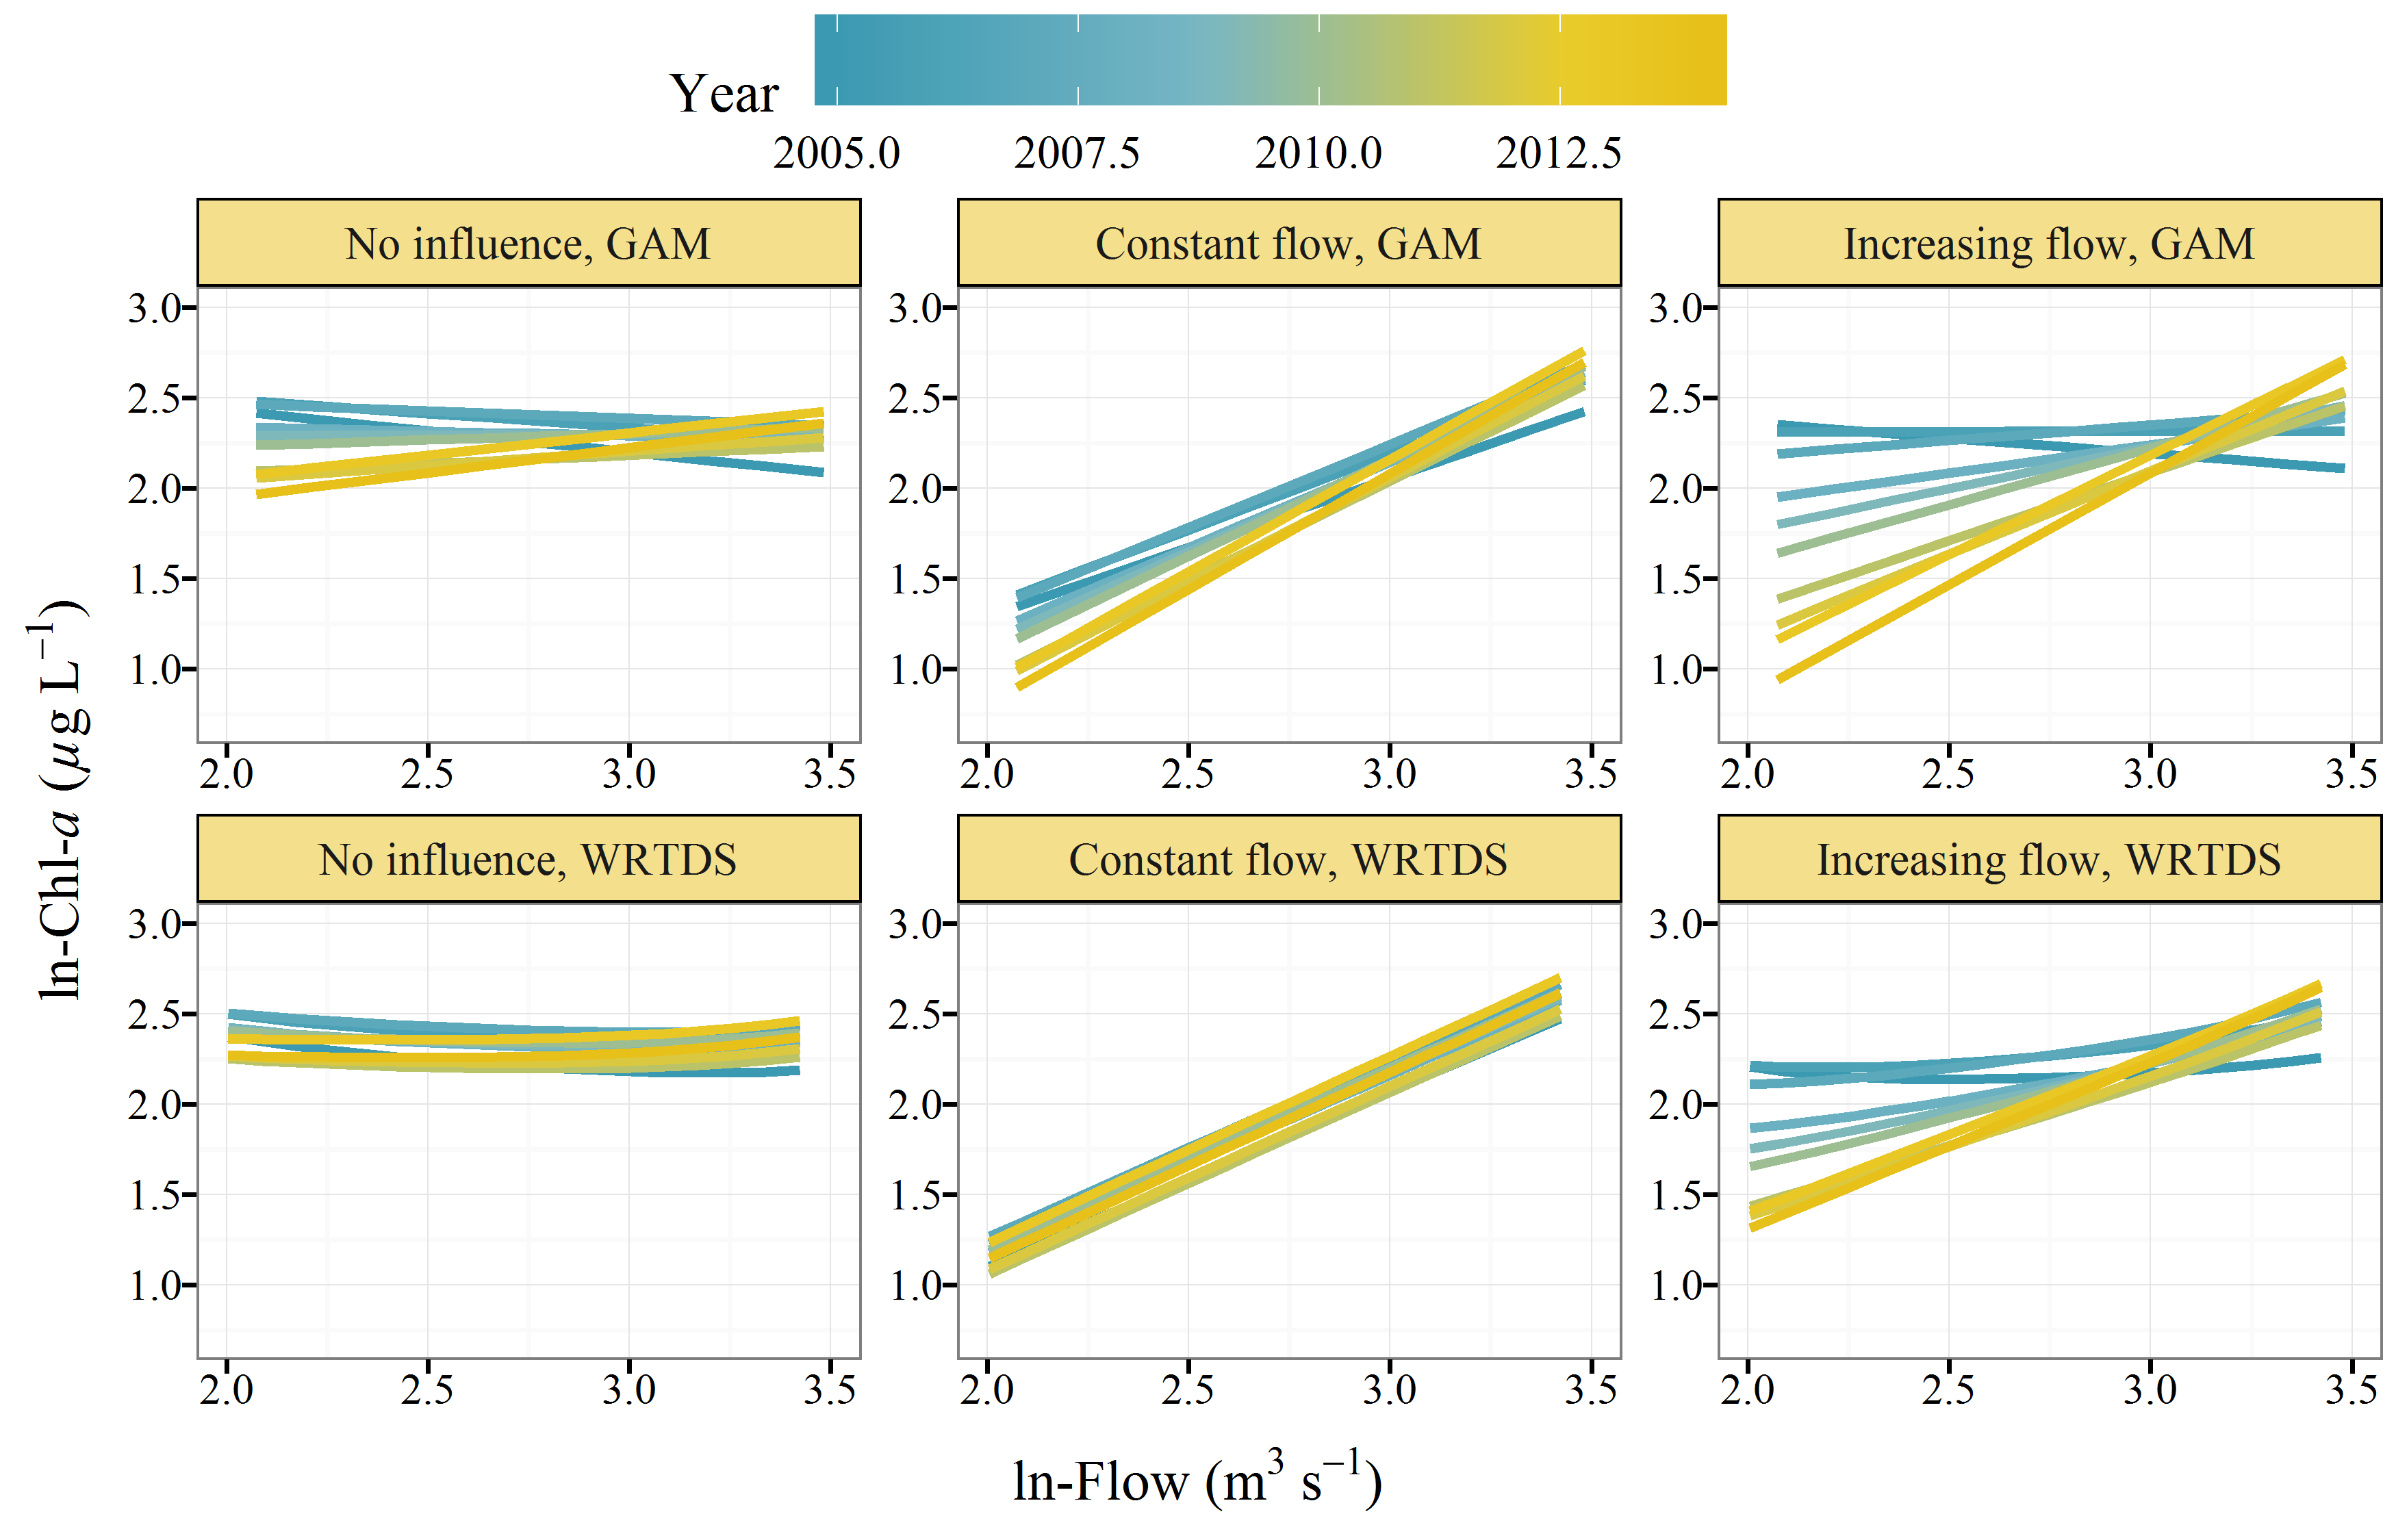 Year
2005.0 2007.5 2010.0 2012.5
No influence, GAM Constant flow, GAM Increasing flow, GAM
3.0 3.0 3.0
2.5 2.5 2.5
2.0 2.0 2.0
1.5 1.5 1.5
1.0 1.0 1.0
2.0 2.5 3.0 3.5 2.0 2.5 3.0 3.5 2.0 2.5 3.0 3.5
ln-Chl-a (μg L⁻¹)
No influence, WRTDS Constant flow, WRTDS Increasing flow, WRTDS
3.0 3.0 3.0
2.5 2.5 2.5
2.0 2.0 2.0
1.5 1.5 1.5
1.0 1.0 1.0
2.0 2.5 3.0 3.5 2.0 2.5 3.0 3.5 2.0 2.5 3.0 3.5
ln-Flow (m³ s⁻¹)